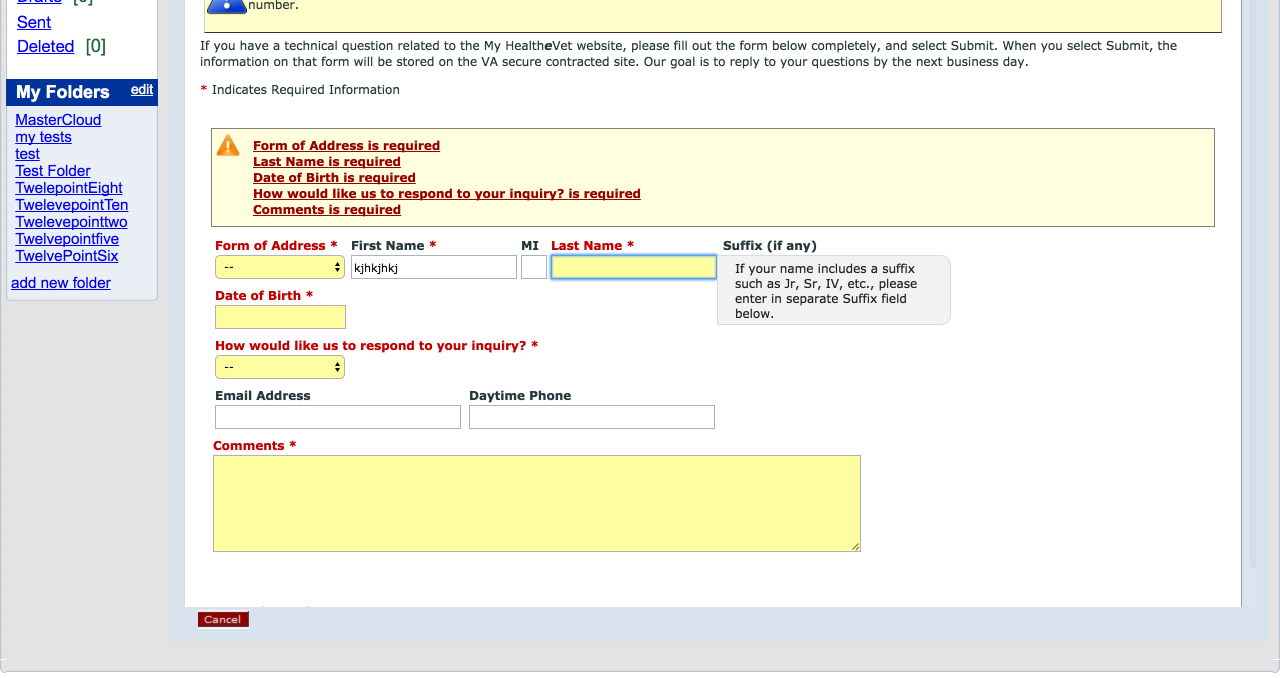 Drafts [0]
Sent
Deleted [0]
My Folders edit
MasterCloud
my tests
test
Test Folder
TwelepointEight
TwelevepointTen
Twelevepointtwo
Twelvepointfive
TwelvePointSix
add new folder
number.
If you have a technical question related to the My HealtheVet website, please fill out the form below completely, and select Submit. When you select Submit, the
information on that form will be stored on the VA secure contracted site. Our goal is to reply to your questions by the next business day.
* Indicates Required Information
Form of Address is required
Last Name is required
Date of Birth is required
How would like us to respond to your inquiry? is required
Comments is required
Form of Address * First Name * MI Last Name * Suffix (if any)
-- kjhkjhkj
If your name includes a suffix
such as Jr, Sr, IV, etc., please
enter in separate Suffix field
below.
Date of Birth *
How would like us to respond to your inquiry? *
--
Email Address Daytime Phone
Comments *
Cancel